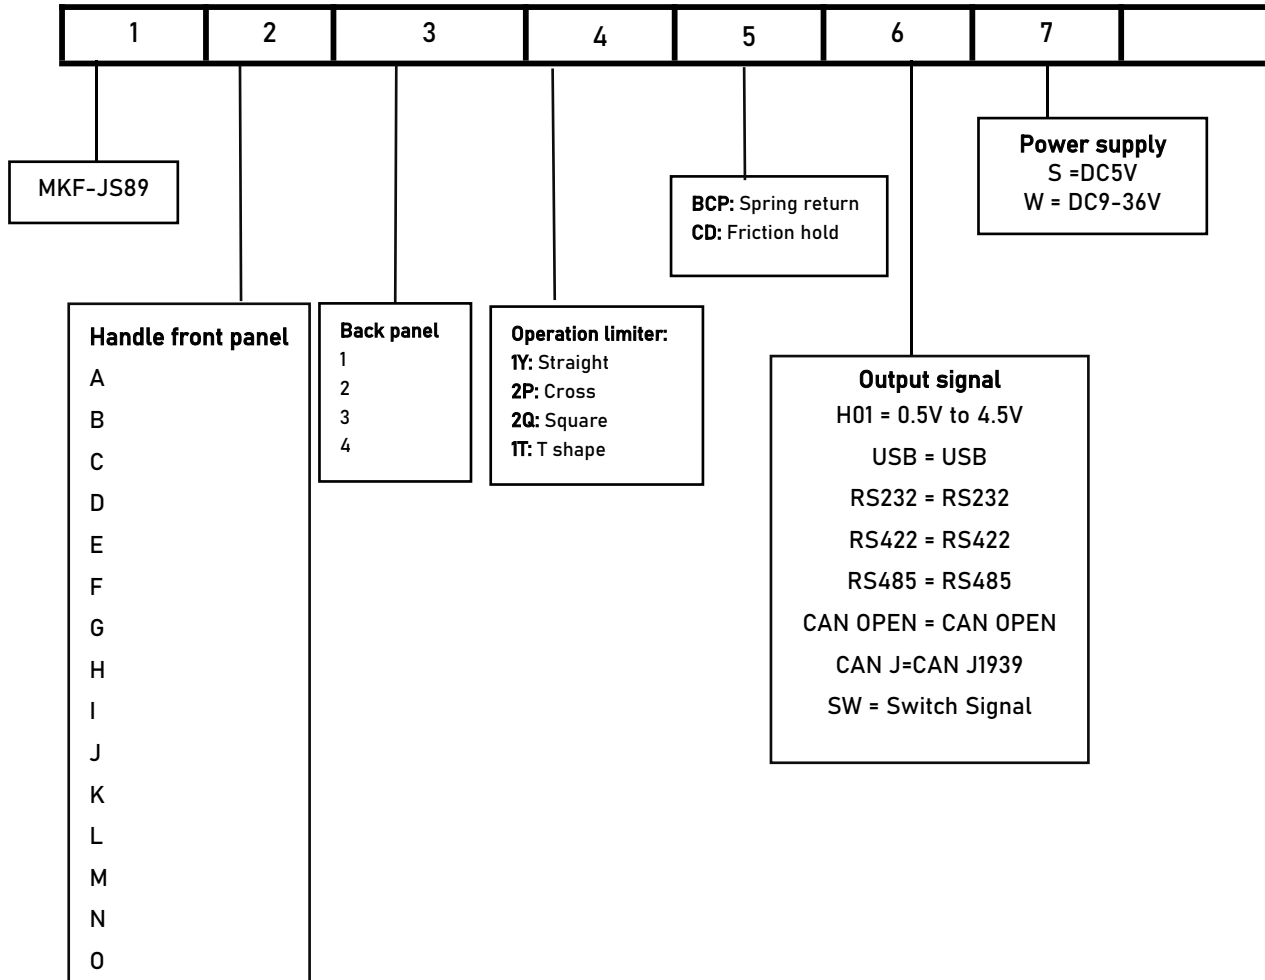 1 2 3 4 5 6 7
MKF-JS89
Handle front panel
A
B
C
D
E
F
G
H
I
J
K
L
M
N
O
Back panel
1
2
3
4
Operation limiter:
1Y: Straight
2P: Cross
2Q: Square
1T: T shape
BCP: Spring return
CD: Friction hold
Output signal
H01 = 0.5V to 4.5V
USB = USB
RS232 = RS232
RS422 = RS422
RS485 = RS485
CAN OPEN = CAN OPEN
CAN J=CAN J1939
SW = Switch Signal
Power supply
S =DC5V
W = DC9-36V